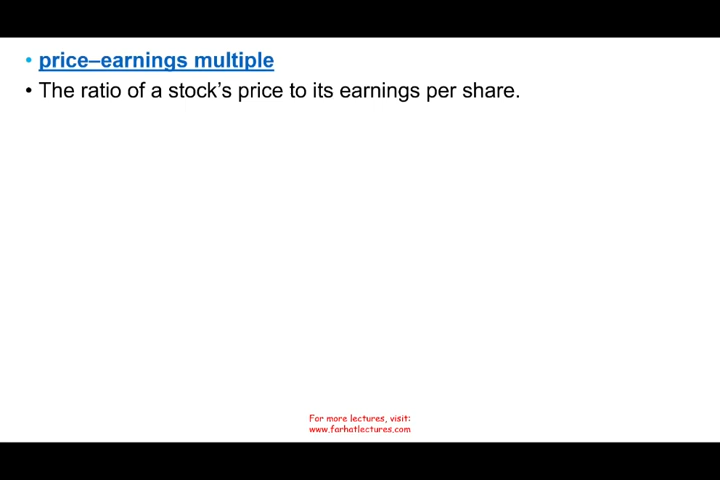 • price–earnings multiple
• The ratio of a stock’s price to its earnings per share.
For more lectures, visit:
www.farhatlectures.com